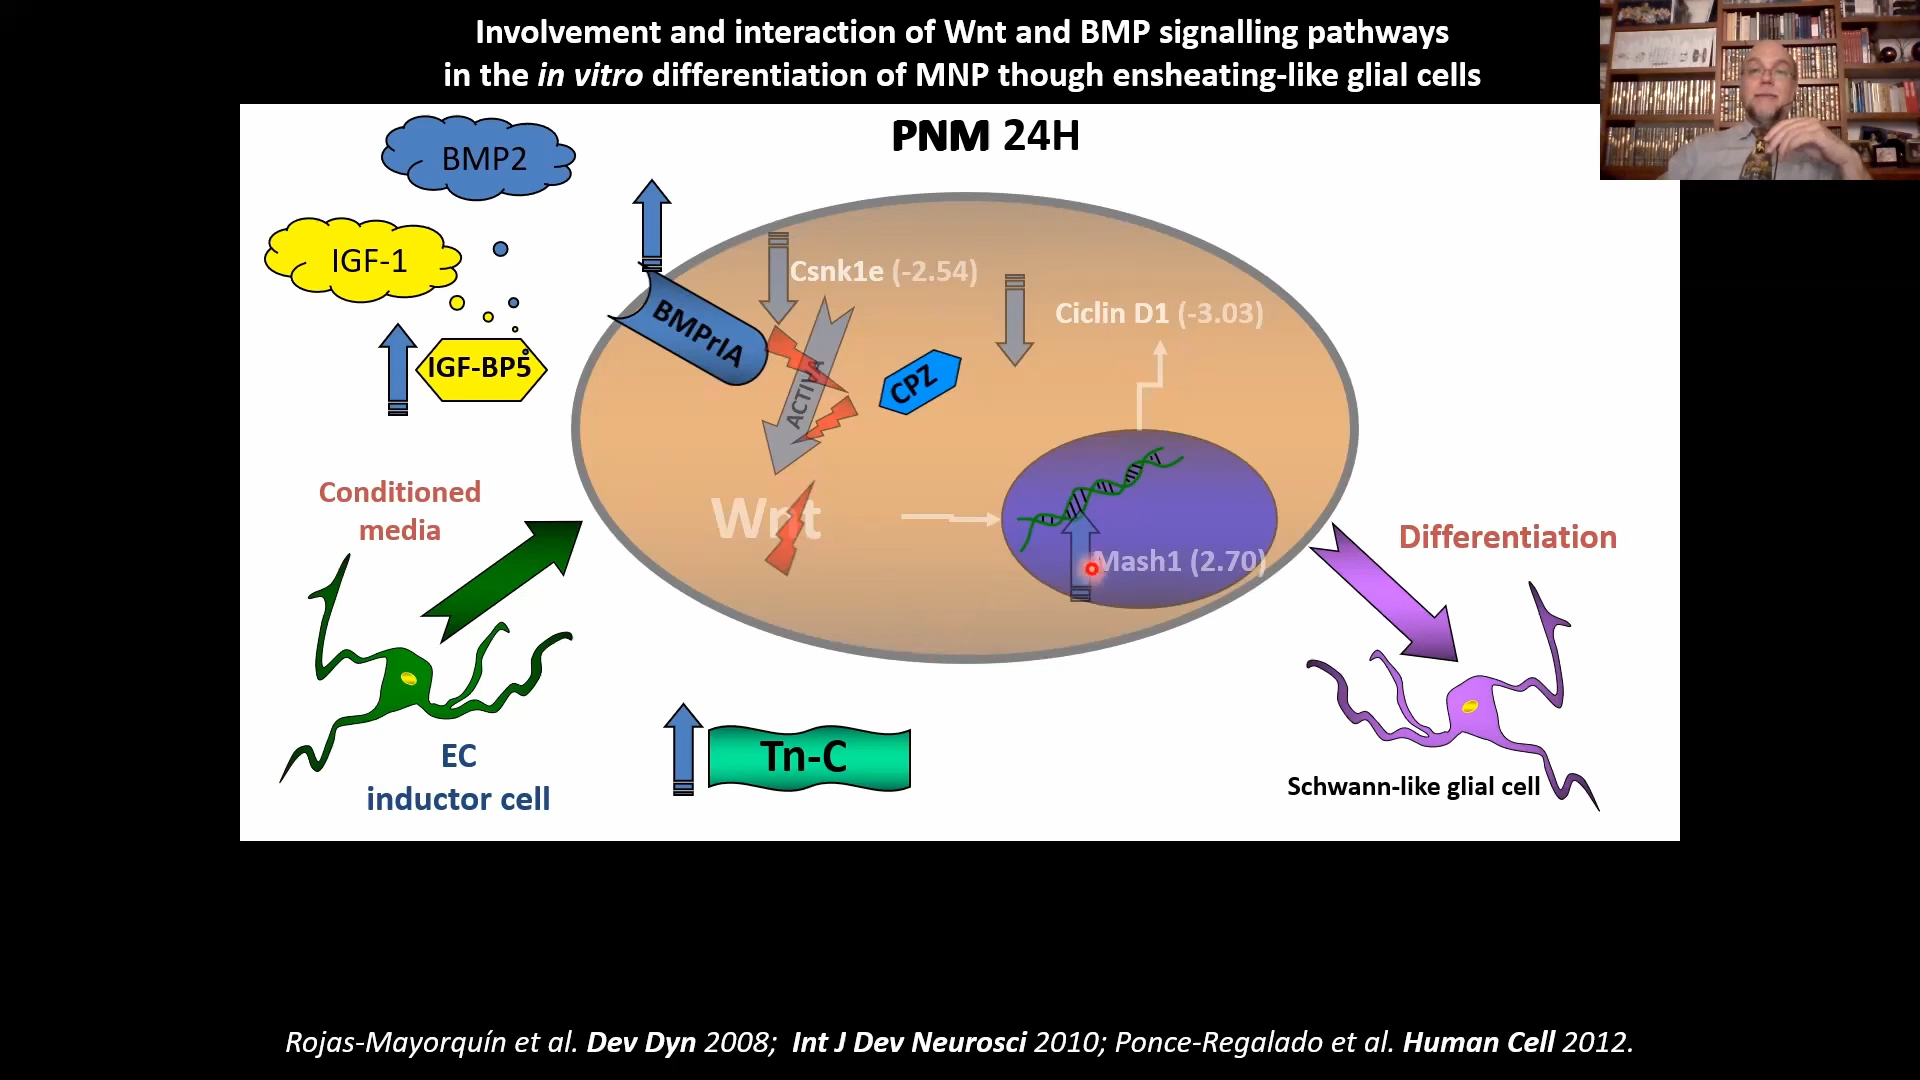 Involvement and interaction of Wnt and BMP signalling pathways
in the in vitro differentiation of MNP though ensheating-like glial cells
PNM 24H
BMP2
IGF-1
IGF-BP5
BMPrIA
Csnk1e (-2.54)
Ciclin D1 (-3.03)
ACTIVA
CPZ
Wnt
Mash1 (2.70)
Conditioned
media
Differentiation
EC
inductor cell
Tn-C
Schwann-like glial cell
Rojas-Mayorquín et al. Dev Dyn 2008; Int J Dev Neurosci 2010; Ponce-Regalado et al. Human Cell 2012.